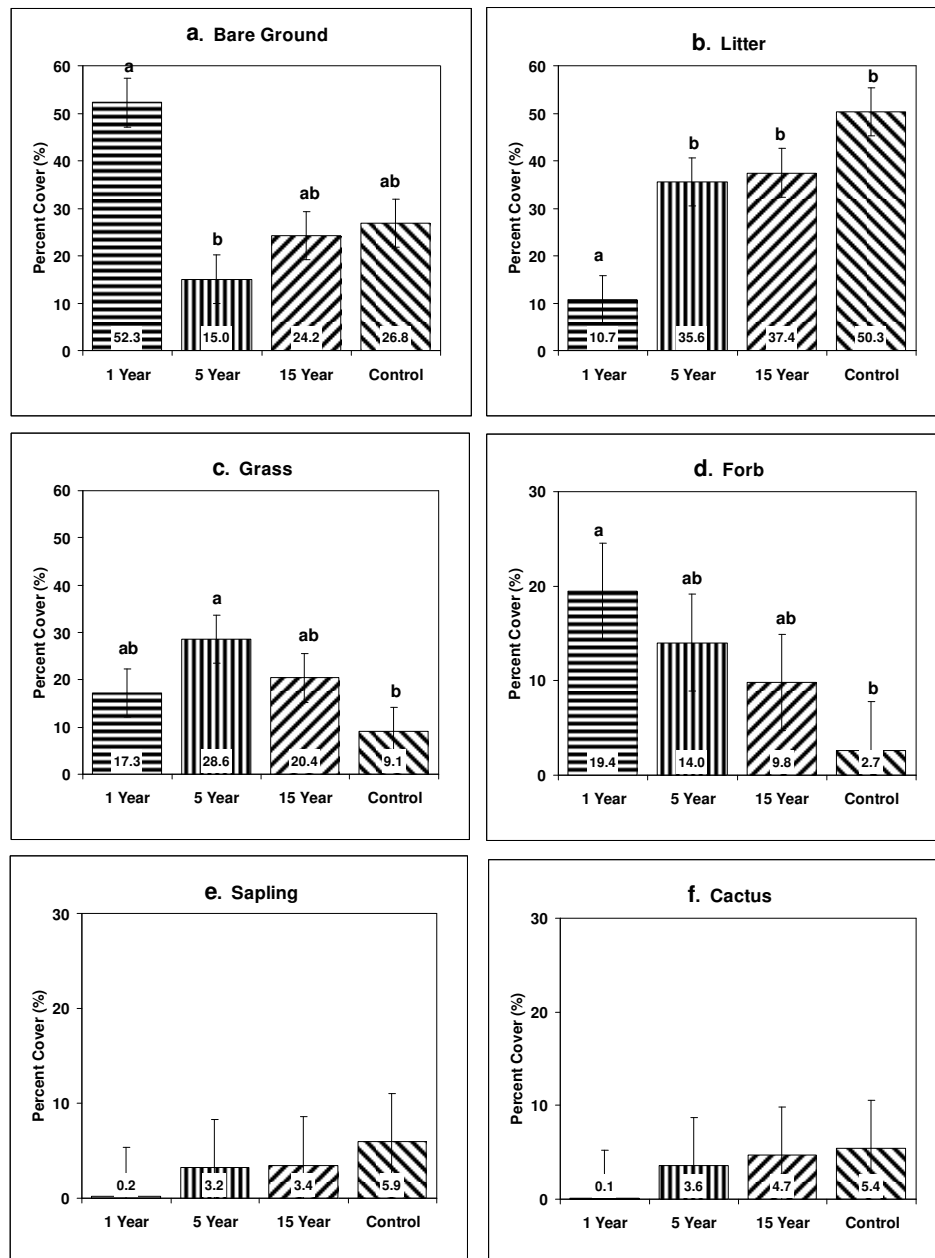 a. Bare Ground
Percent Cover (%)
60
50
40
30
20
10
0
a
b
ab
ab
52.3 15.0 24.2 26.8
1 Year 5 Year 15 Year Control
b. Litter
Percent Cover (%)
60
50
40
30
20
10
0
a
b
b
b
10.7 35.6 37.4 50.3
1 Year 5 Year 15 Year Control
c. Grass
Percent Cover (%)
60
50
40
30
20
10
0
ab
a
ab
b
17.3 28.6 20.4 9.1
1 Year 5 Year 15 Year Control
d. Forb
Percent Cover (%)
30
20
10
0
a
ab
ab
b
19.4 14.0 9.8 2.7
1 Year 5 Year 15 Year Control
e. Sapling
Percent Cover (%)
30
20
10
0
0.2 3.2 3.4 5.9
1 Year 5 Year 15 Year Control
f. Cactus
Percent Cover (%)
30
20
10
0
0.1 3.6 4.7 5.4
1 Year 5 Year 15 Year Control